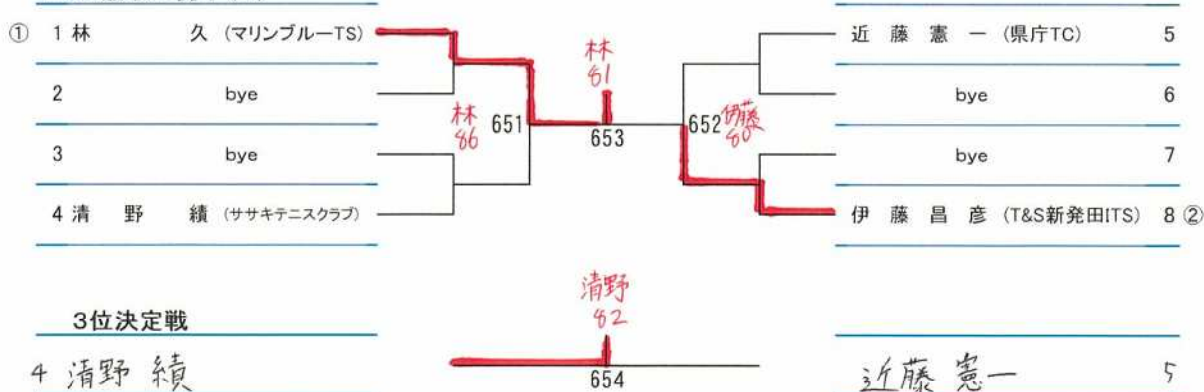 ① 1 林 久 (マリンブルーTS)
2 bye
3 bye
4 清 野 績 (ササキテニスクラブ)
林
86
651
林
81
653
652
伊藤
80
近 藤 憲 一 (県庁TC) 5
bye 6
bye 7
伊 藤 昌 彦 (T&S新発田ITS) 8 ②
3位決定戦
清野
82
4 清野 績
654
近藤 憲一 5